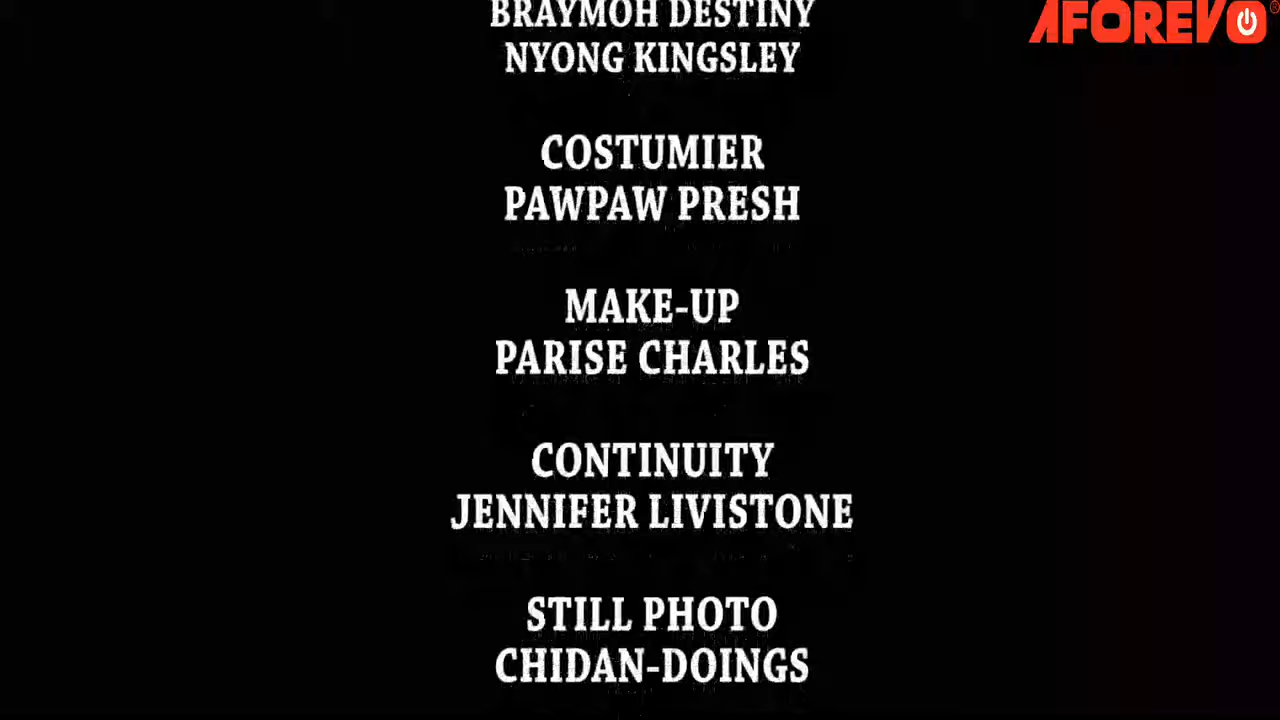 BRAYMOH DESTINY
AFOREVO®
NYONG KINGSLEY
COSTUMIER
PAWPAW PRESH
MAKE-UP
PARISE CHARLES
CONTINUITY
JENNIFER LIVISTONE
STILL PHOTO
CHIDAN-DOINGS